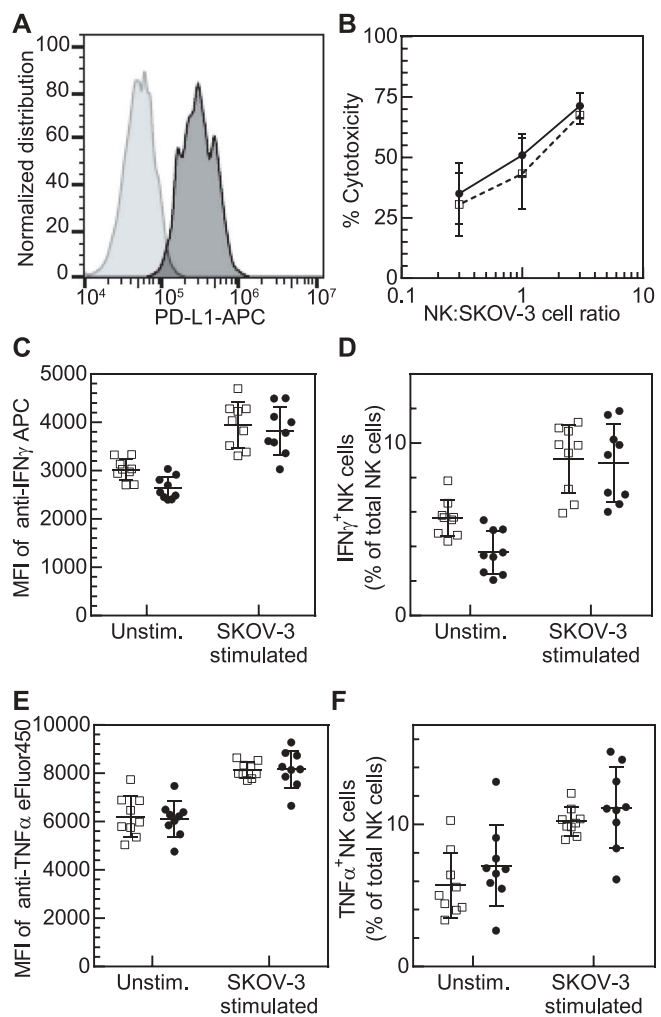 A
Normalized distribution
100
80
60
40
20
0
10^4 10^5 10^6 10^7
PD-L1-APC
B
% Cytotoxicity
100
75
50
25
0
0.1 1 10
NK:SKOV-3 cell ratio
C
MFI of anti-IFNγ APC
5000
4000
3000
2000
1000
0
Unstim. SKOV-3
stimulated
D
IFNγ+NK cells
(% of total NK cells)
10
0
Unstim. SKOV-3
stimulated
E
MFI of anti-TNFα eFluor450
10000
8000
6000
4000
2000
0
Unstim. SKOV-3
stimulated
F
TNFα+NK cells
(% of total NK cells)
10
0
Unstim. SKOV-3
stimulated